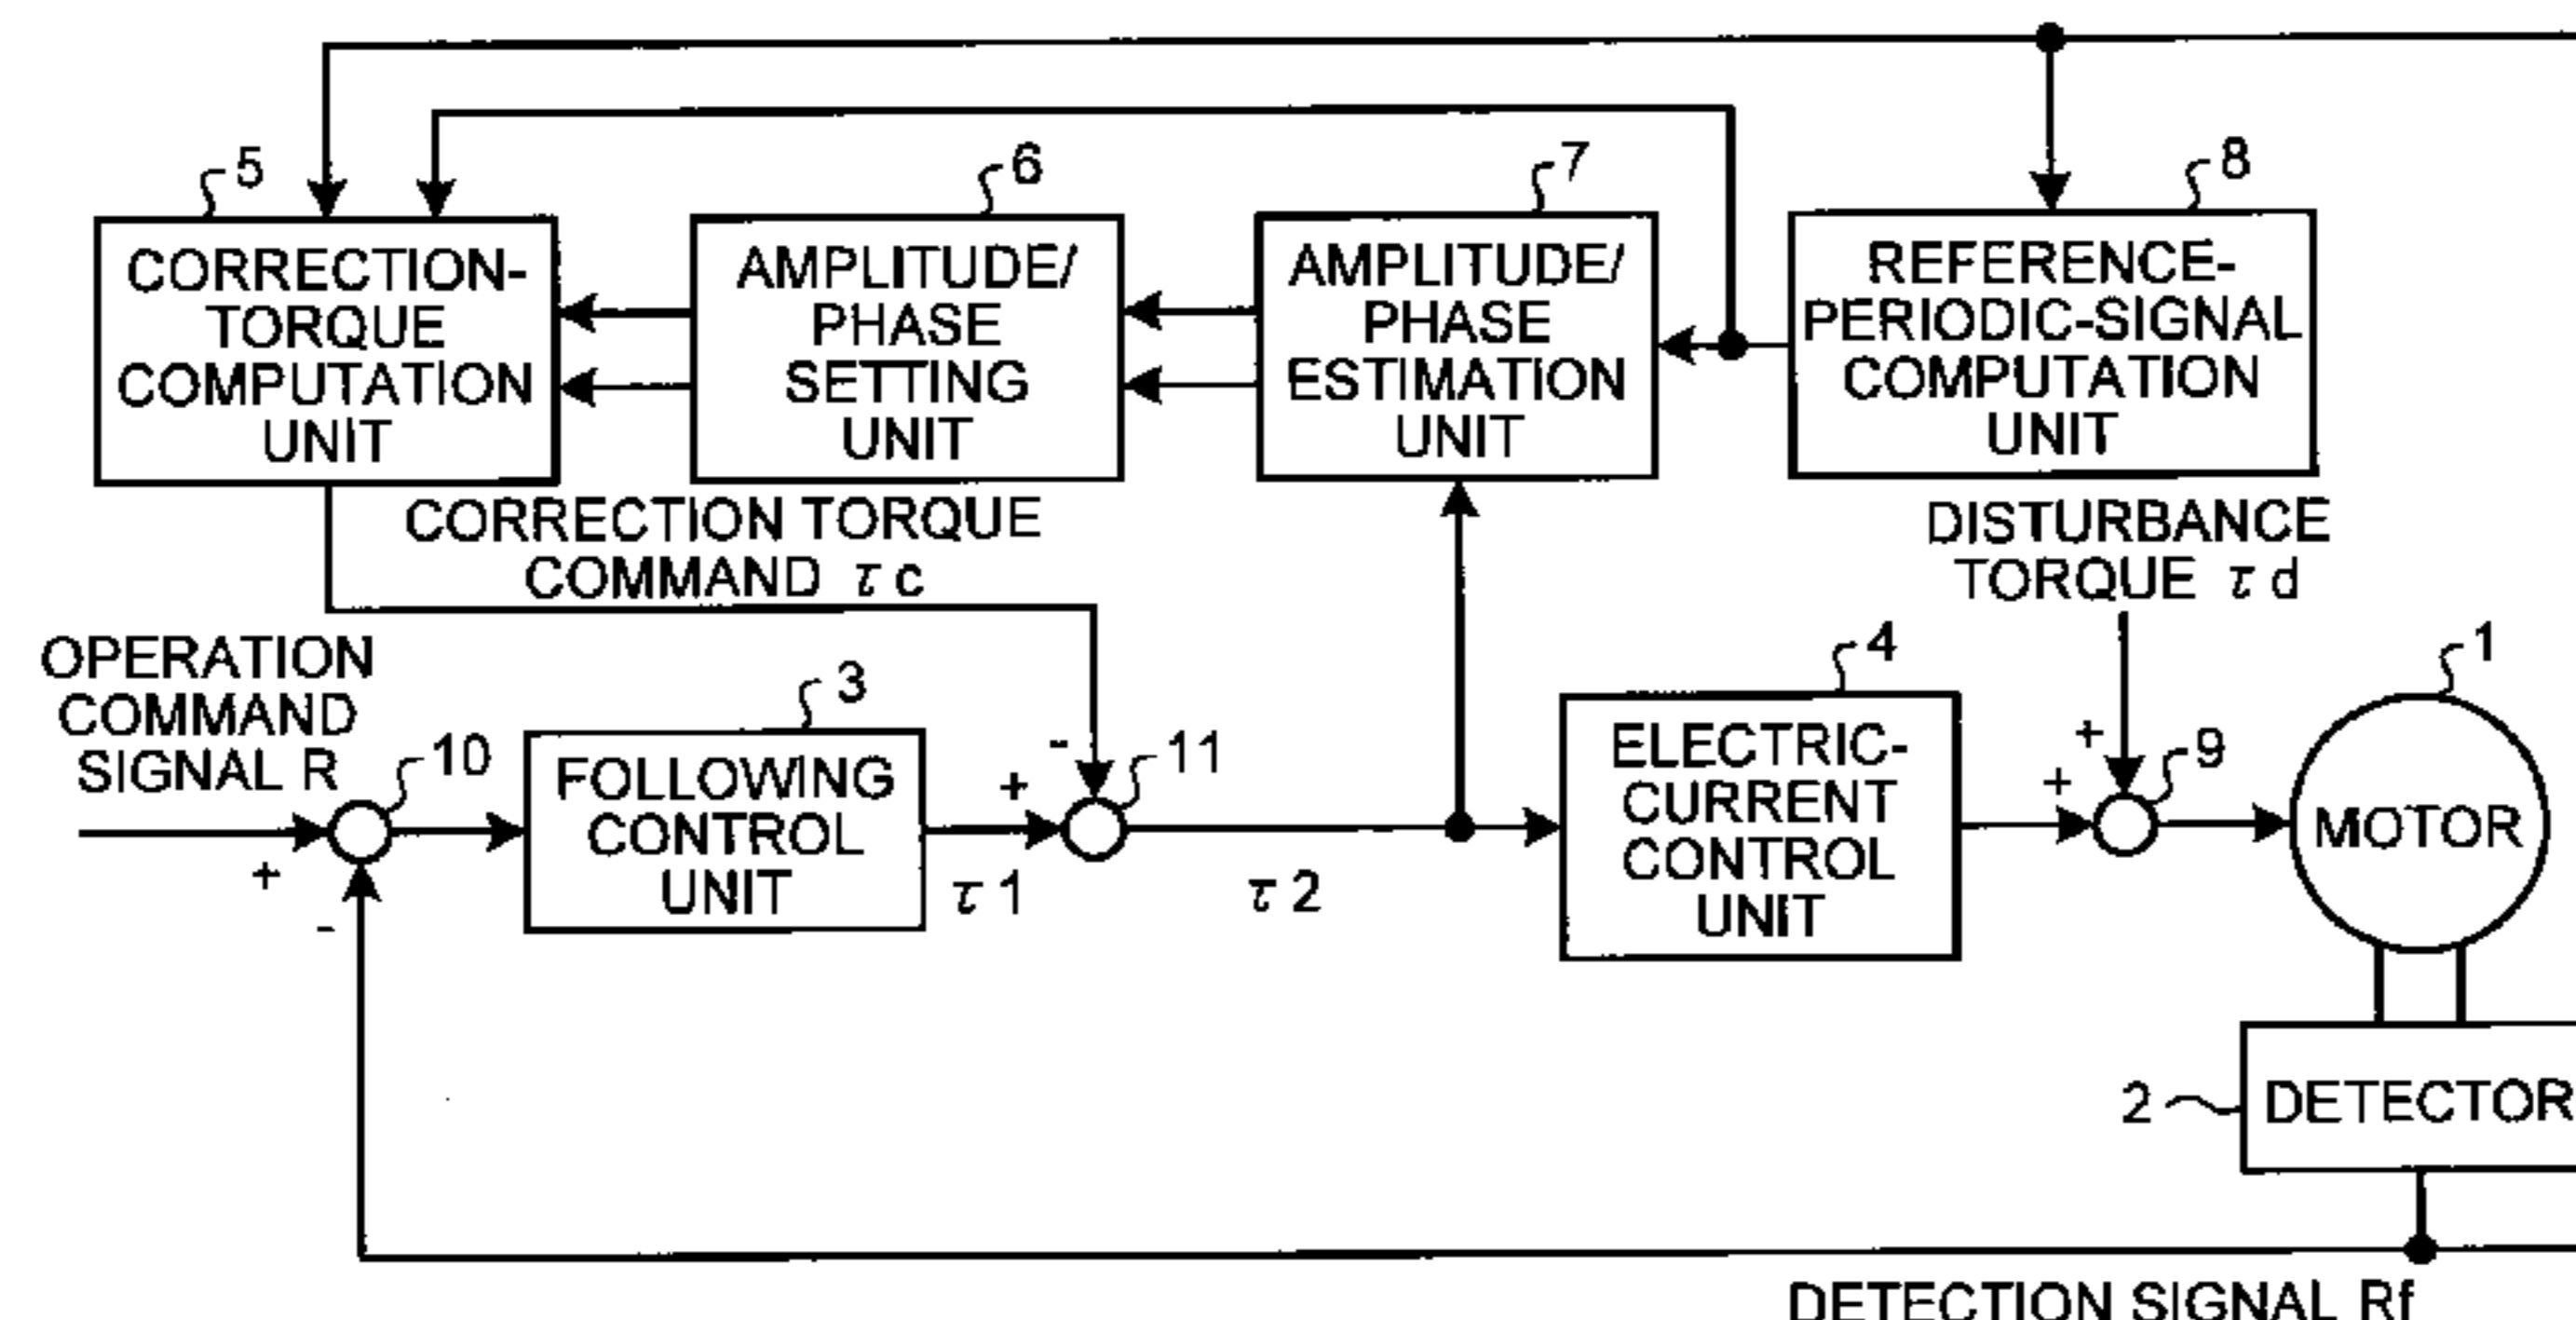 5
6
7
8
CORRECTION-
TORQUE
COMPUTATION
UNIT
AMPLITUDE/
PHASE
SETTING
UNIT
AMPLITUDE/
PHASE
ESTIMATION
UNIT
REFERENCE-
PERIODIC-SIGNAL
COMPUTATION
UNIT
CORRECTION TORQUE
COMMAND τc
DISTURBANCE
TORQUE τd
OPERATION
COMMAND
SIGNAL R
+
-
10
3
FOLLOWING
CONTROL
UNIT
τ1
+
-
11
τ2
4
ELECTRIC-
CURRENT
CONTROL
UNIT
+
+
9
1
MOTOR
2
DETECTOR
DETECTION SIGNAL Rf